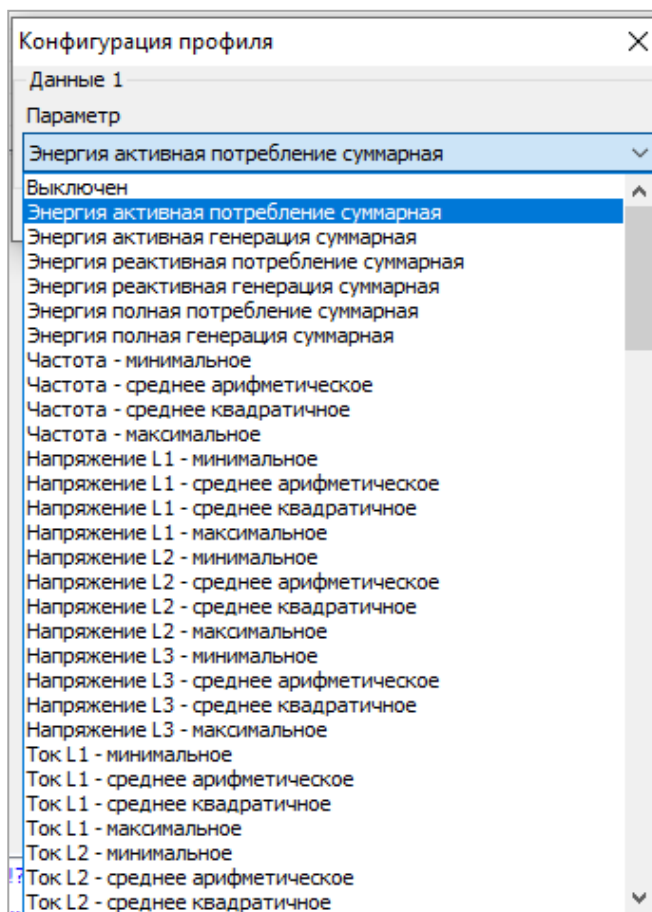 Конфигурация профиля
Данные 1
Параметр
Энергия активная потребление суммарная
Выключен
Энергия активная потребление суммарная
Энергия активная генерация суммарная
Энергия реактивная потребление суммарная
Энергия реактивная генерация суммарная
Энергия полная потребление суммарная
Энергия полная генерация суммарная
Частота - минимальное
Частота - среднее арифметическое
Частота - среднее квадратичное
Частота - максимальное
Напряжение L1 - минимальное
Напряжение L1 - среднее арифметическое
Напряжение L1 - среднее квадратичное
Напряжение L1 - максимальное
Напряжение L2 - минимальное
Напряжение L2 - среднее арифметическое
Напряжение L2 - среднее квадратичное
Напряжение L2 - максимальное
Напряжение L3 - минимальное
Напряжение L3 - среднее арифметическое
Напряжение L3 - среднее квадратичное
Напряжение L3 - максимальное
Ток L1 - минимальное
Ток L1 - среднее арифметическое
Ток L1 - среднее квадратичное
Ток L1 - максимальное
Ток L2 - минимальное
Ток L2 - среднее арифметическое
Ток L2 - среднее квадратичное